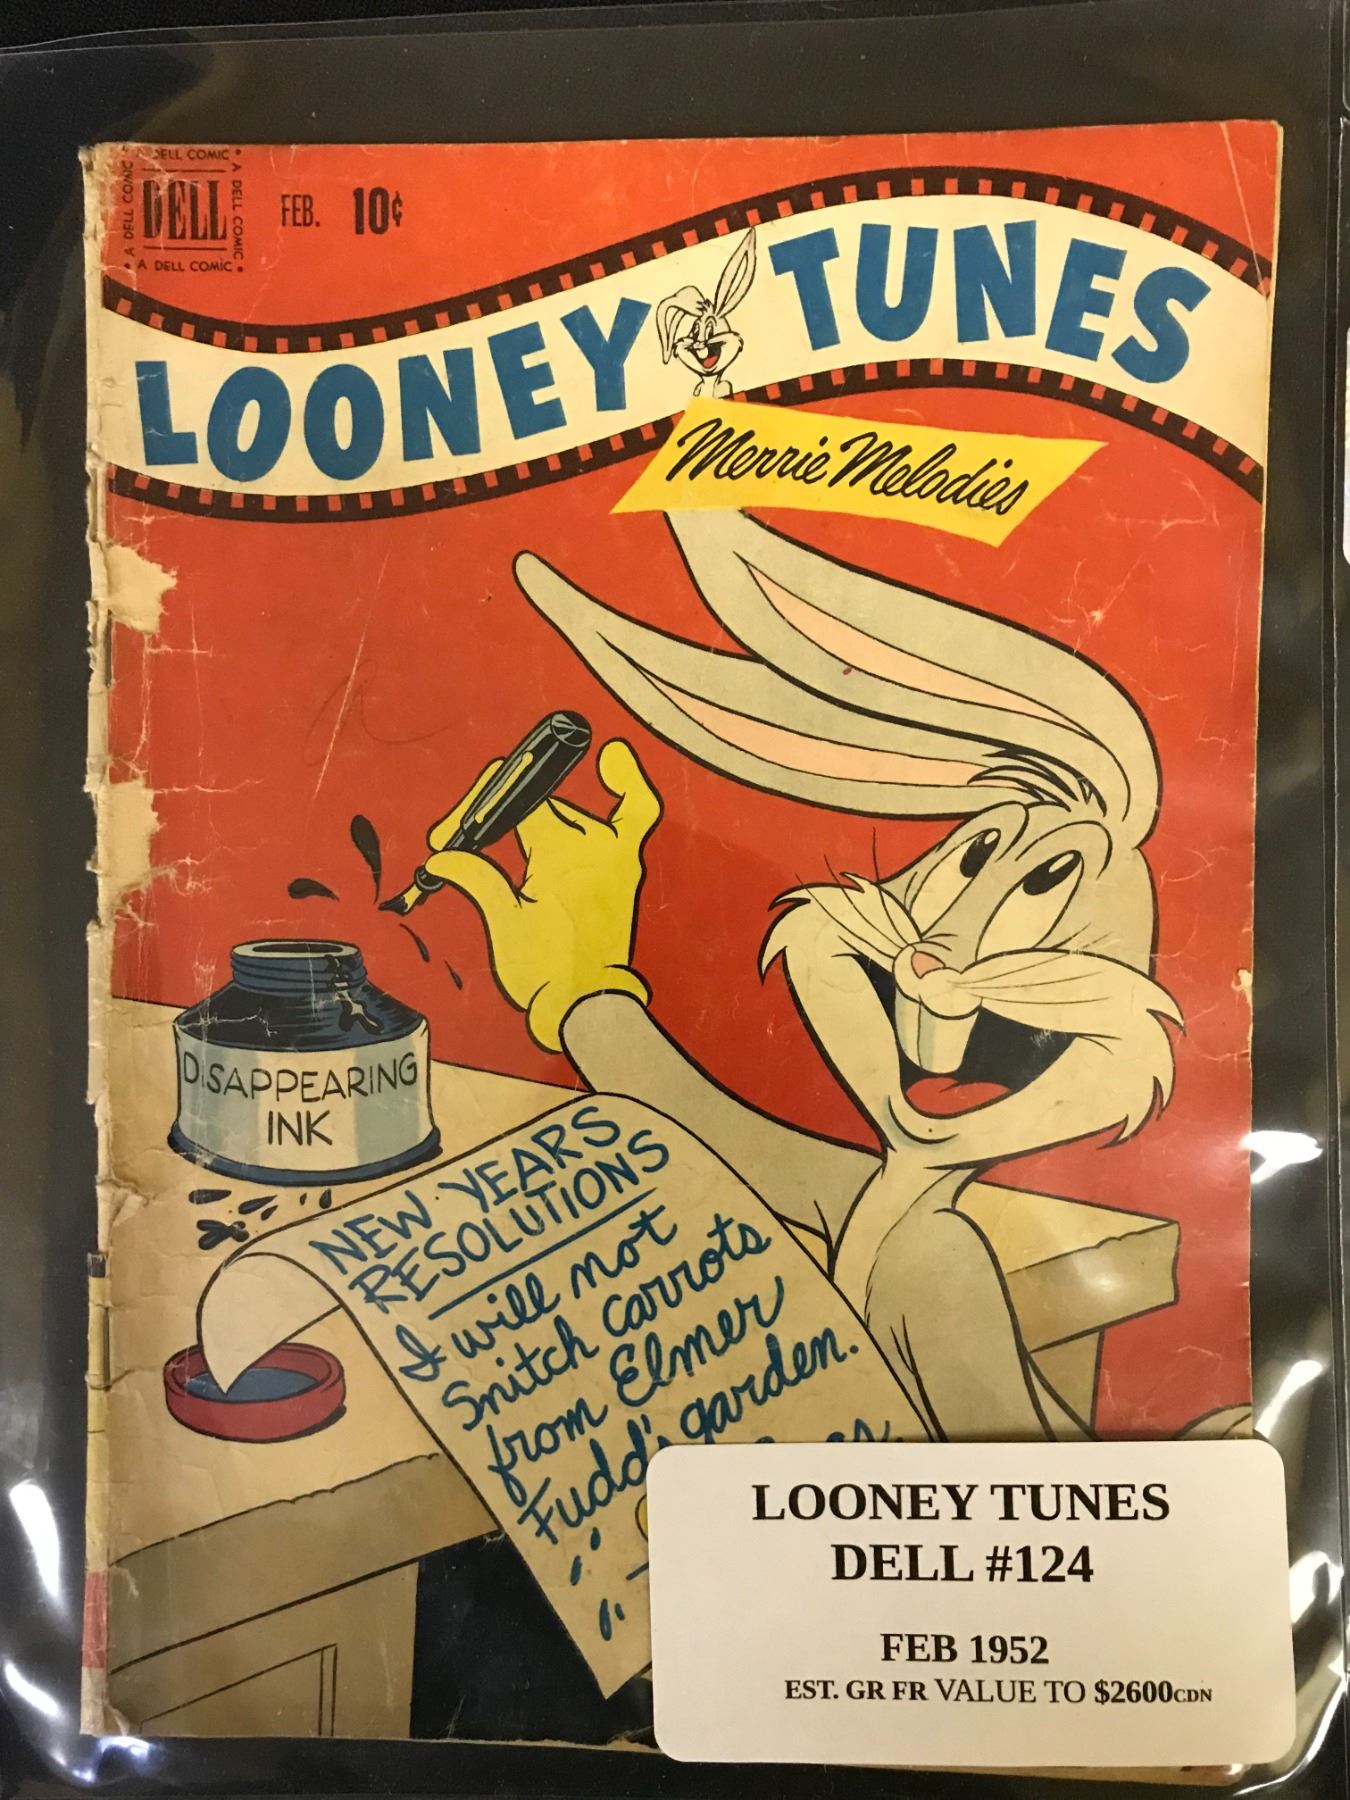 A DELL COMIC
A DELL COMIC
DELL
A DELL COMIC
A DELL COMIC
FEB. 10¢
LOONEY TUNES
Merrie Melodies
DISAPPEARING
INK
NEW YEARS
RESOLUTIONS
I will not
Snitch carrots
from Elmer
Fudd's garden.
LOONEY TUNES
DELL #124
FEB 1952
EST. GR FR VALUE TO $2600CDN